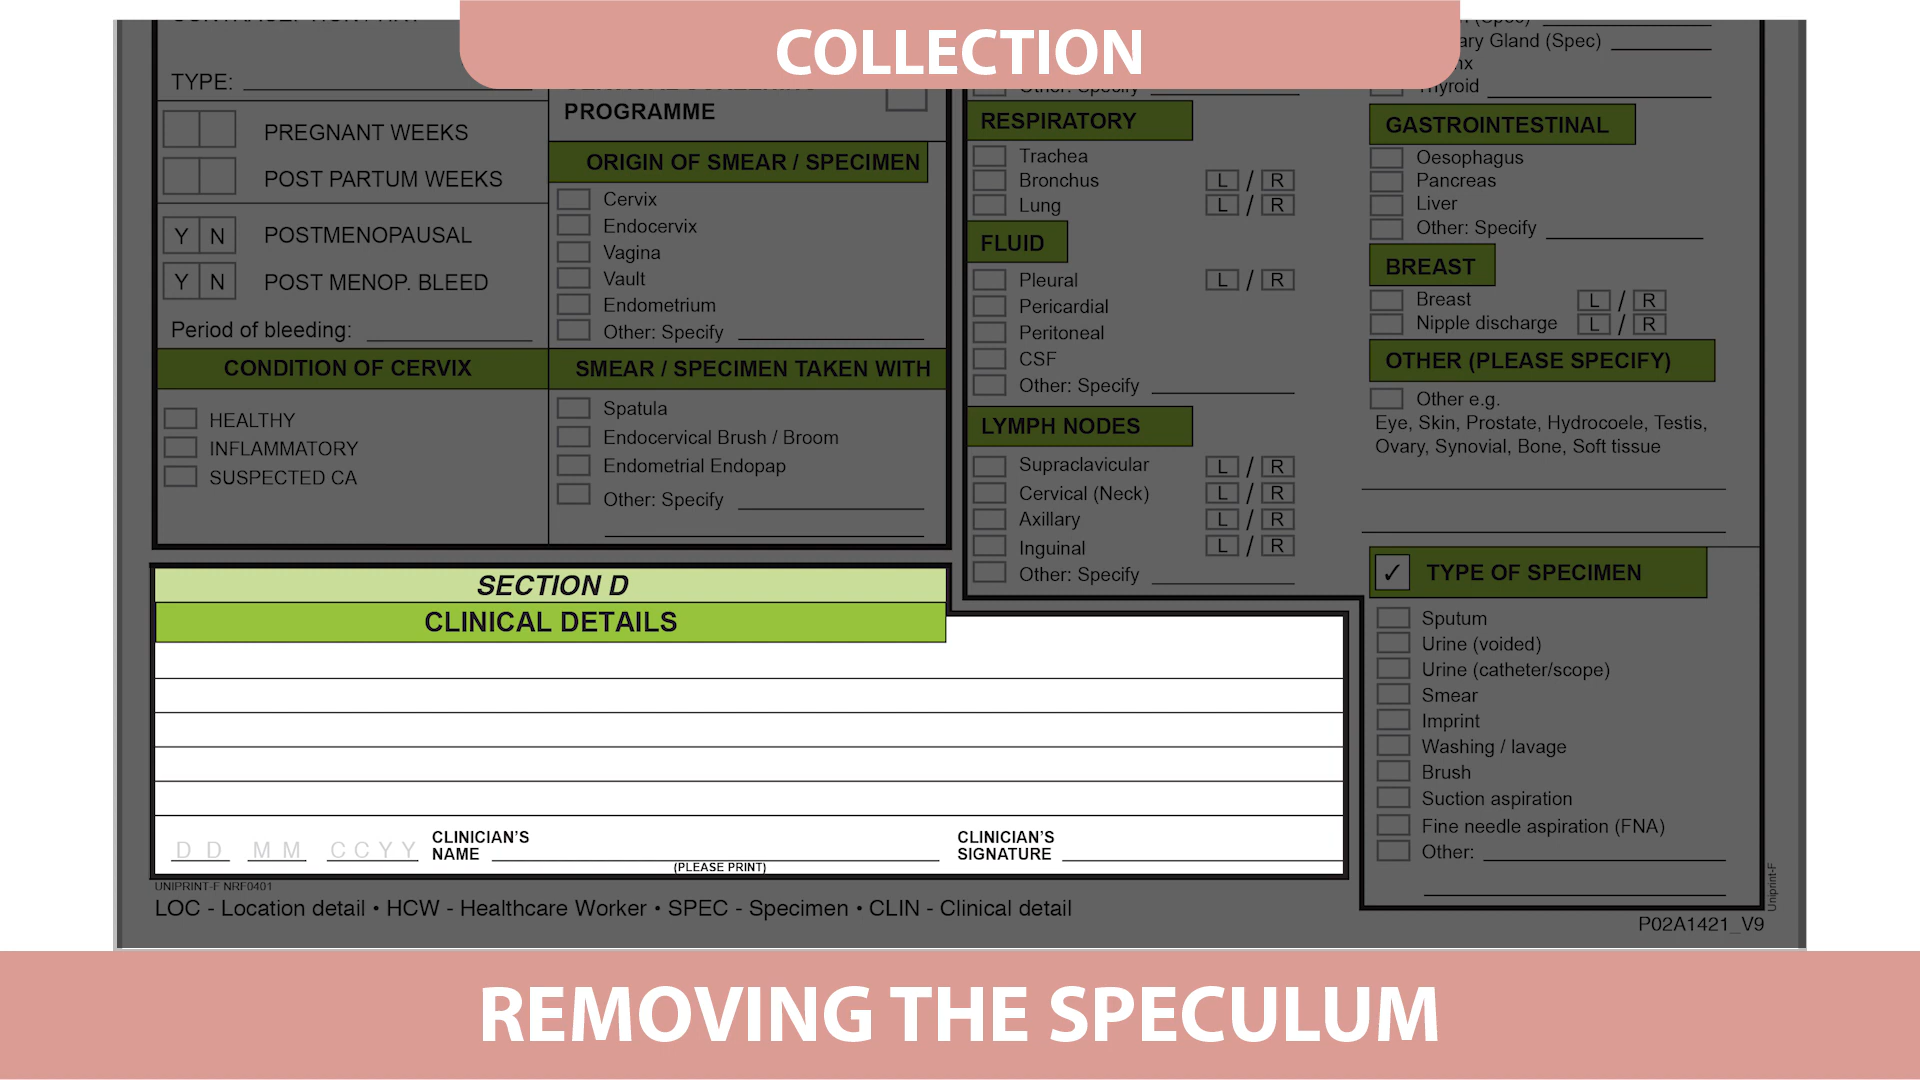 COLLECTION
TYPE:
PREGNANT WEEKS
POST PARTUM WEEKS
Y N POSTMENOPAUSAL
Y N POST MENOP. BLEED
Period of bleeding:
CONDITION OF CERVIX
HEALTHY
INFLAMMATORY
SUSPECTED CA
PROGRAMME
ORIGIN OF SMEAR / SPECIMEN
Cervix
Endocervix
Vagina
Vault
Endometrium
Other: Specify
SMEAR / SPECIMEN TAKEN WITH
Spatula
Endocervical Brush / Broom
Endometrial Endopap
Other: Specify
Other: Specify
RESPIRATORY
Trachea
Bronchus L / R
Lung L / R
FLUID
Pleural L / R
Pericardial
Peritoneal
CSF
Other: Specify
LYMPH NODES
Supraclavicular L / R
Cervical (Neck) L / R
Axillary L / R
Inguinal L / R
Other: Specify
Gland (Spec)
Thyroid
GASTROINTESTINAL
Oesophagus
Pancreas
Liver
Other: Specify
BREAST
Breast L / R
Nipple discharge L / R
OTHER (PLEASE SPECIFY)
Other e.g.
Eye, Skin, Prostate, Hydrocoele, Testis,
Ovary, Synovial, Bone, Soft tissue
✓ TYPE OF SPECIMEN
Sputum
Urine (voided)
Urine (catheter/scope)
Smear
Imprint
Washing / lavage
Brush
Suction aspiration
Fine needle aspiration (FNA)
Other:
SECTION D
CLINICAL DETAILS
DD MM CCYY
CLINICIAN'S
NAME
(PLEASE PRINT)
CLINICIAN'S
SIGNATURE
UNIPRINT-F NRF0401
Uniprint-F
LOC - Location detail • HCW - Healthcare Worker • SPEC - Specimen • CLIN - Clinical detail
P02A1421_V9
REMOVING THE SPECULUM